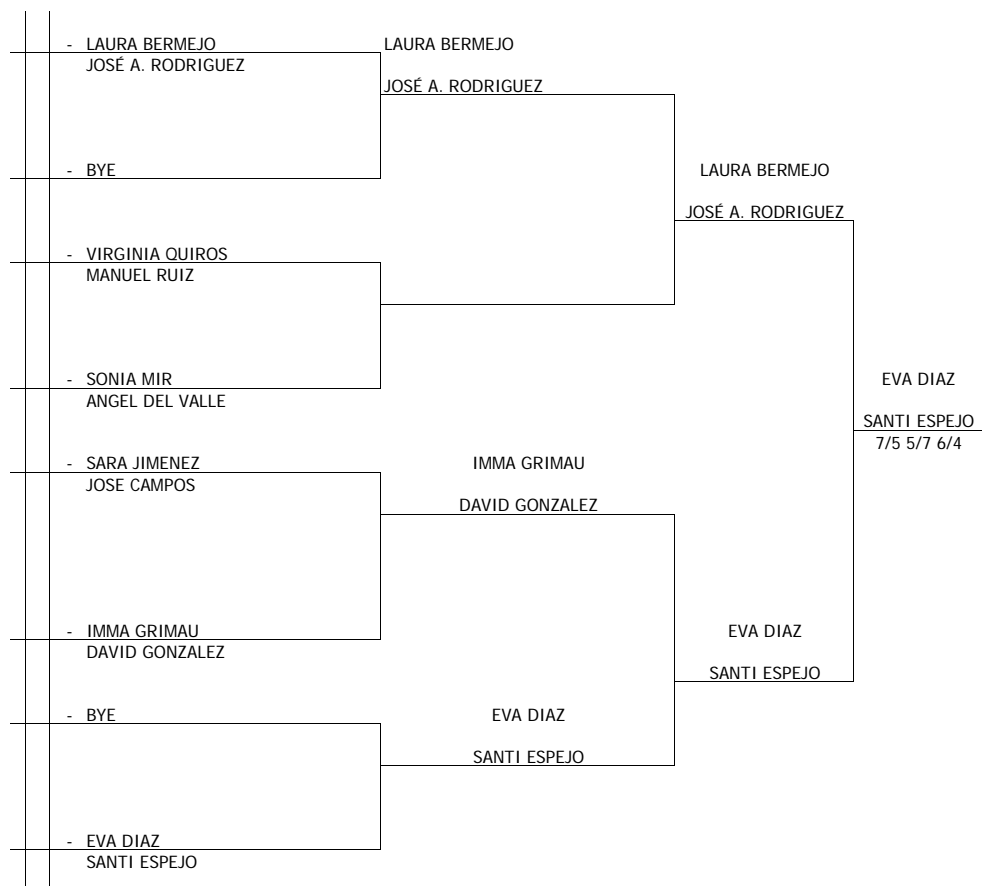 - LAURA BERMEJO
JOSÉ A. RODRIGUEZ
- BYE
- VIRGINIA QUIROS
MANUEL RUIZ
- SONIA MIR
ANGEL DEL VALLE
- SARA JIMENEZ
JOSE CAMPOS
- IMMA GRIMAU
DAVID GONZALEZ
- BYE
- EVA DIAZ
SANTI ESPEJO
LAURA BERMEJO
JOSÉ A. RODRIGUEZ
IMMA GRIMAU
DAVID GONZALEZ
EVA DIAZ
SANTI ESPEJO
LAURA BERMEJO
JOSÉ A. RODRIGUEZ
EVA DIAZ
SANTI ESPEJO
EVA DIAZ
SANTI ESPEJO
7/5 5/7 6/4